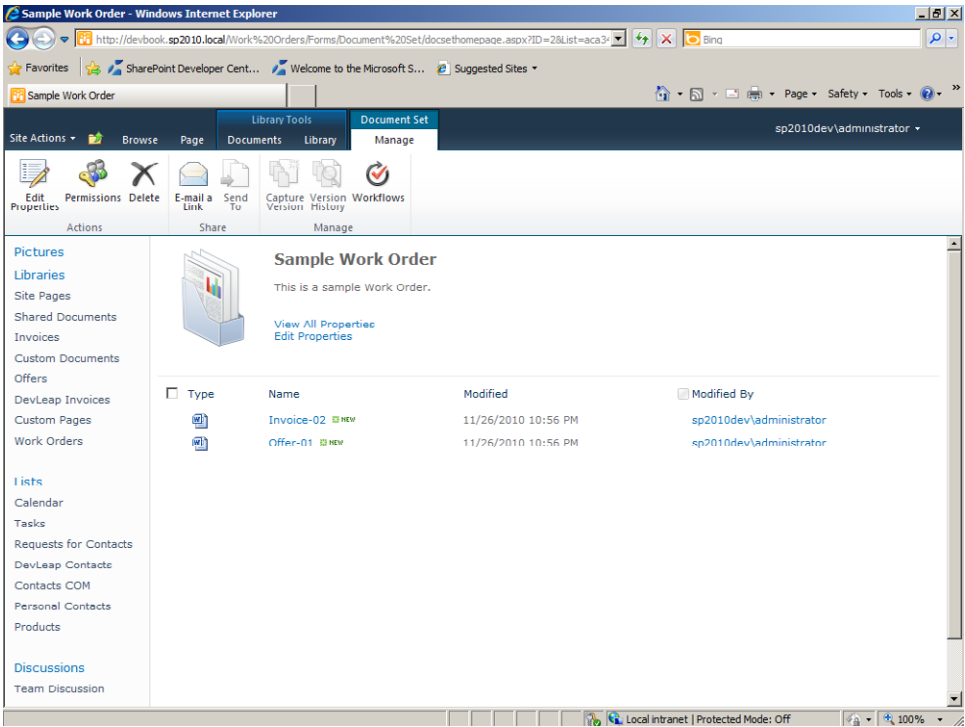 Sample Work Order - Windows Internet Explorer
http://devbook.sp2010.local/Work%20Orders/Forms/Document%20Set/docsethomepage.aspx?ID=2&List=aca3
Bing
Favorites SharePoint Developer Cent... Welcome to the Microsoft S... Suggested Sites
Sample Work Order
Page Safety Tools
Library Tools Document Set
sp2010dev\administrator
Site Actions Browse Page Documents Library Manage
Edit Properties Permissions Delete E-mail a Link Send To Capture Version Version History Workflows
Actions Share Manage
Pictures
Libraries
Site Pages
Shared Documents
Invoices
Custom Documents
Offers
DevLeap Invoices
Custom Pages
Work Orders
Lists
Calendar
Tasks
Requests for Contacts
DevLeap Contacts
Contacts COM
Personal Contacts
Products
Discussions
Team Discussion
Sample Work Order
This is a sample Work Order.
View All Properties
Edit Properties
Type Name Modified Modified By
Invoice-02 NEW 11/26/2010 10:56 PM sp2010dev\administrator
Offer-01 NEW 11/26/2010 10:56 PM sp2010dev\administrator
Local intranet | Protected Mode: Off 100%